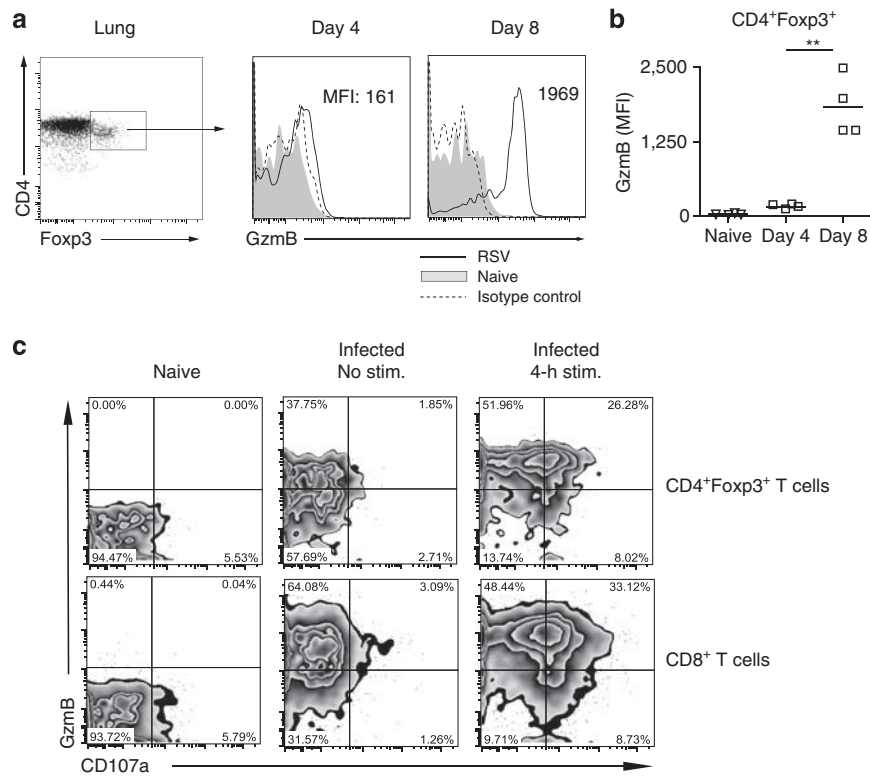 a
Lung
Day 4
Day 8
CD4
Foxp3
MFI: 161
1969
GzmB
RSV
Naive
Isotype control
b
CD4+Foxp3+
**
GzmB (MFI)
2,500
1,250
0
Naive Day 4 Day 8
c
Naive
Infected
No stim.
Infected
4-h stim.
0.00% 0.00%
94.47% 5.53%
37.75% 1.85%
57.69% 2.71%
51.96% 26.28%
13.74% 8.02%
CD4+Foxp3+ T cells
0.44% 0.04%
93.72% 5.79%
64.08% 3.09%
31.57% 1.26%
48.44% 33.12%
9.71% 8.73%
CD8+ T cells
GzmB
CD107a